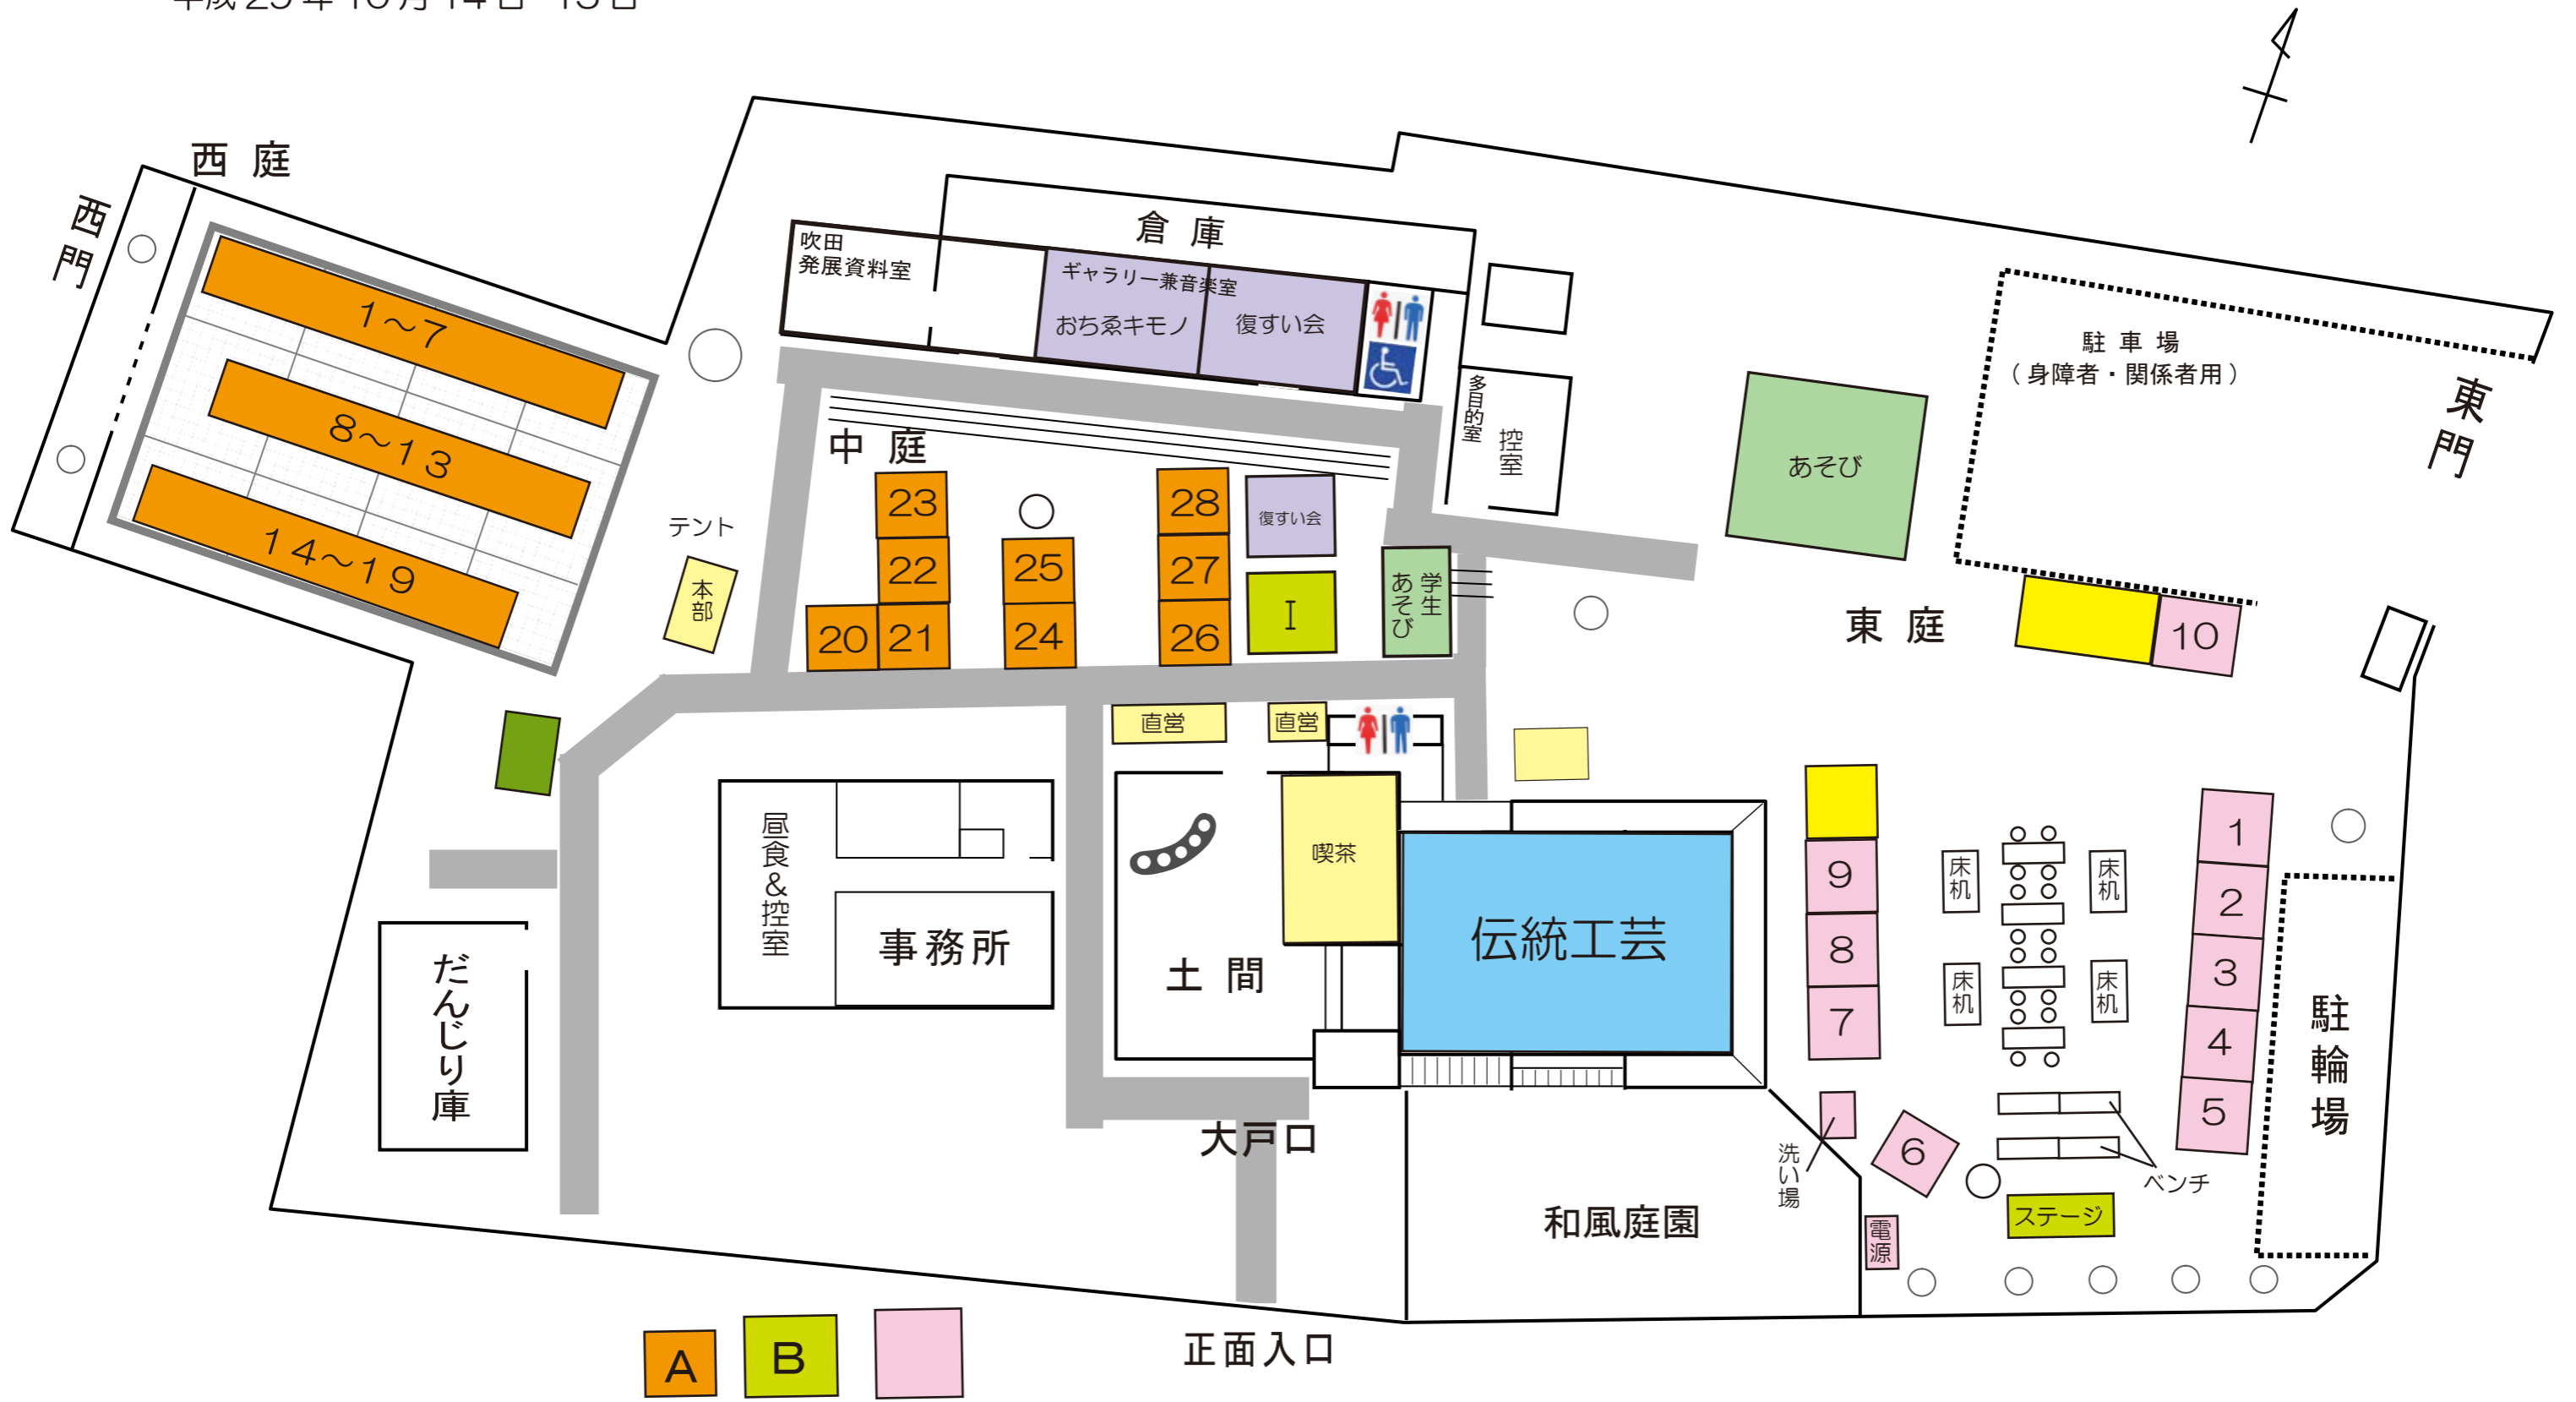 西庭
西門
1～7
8～13
14～19
倉庫
吹田
発展資料室
ギャラリー兼音楽室
おちゑキモノ
復すい会
多目的室
控室
駐車場
(身障者・関係者用)
東門
あそび
中庭
23
22
20
21
25
24
28
27
26
復すい会
I
学生
あそび
テント
本部
東庭
10
直営
直営
喫茶
昼食&控室
事務所
土間
伝統工芸
だんじり庫
9
8
7
床机
床机
床机
床机
1
2
3
4
5
駐輪場
大戸口
洗い場
6
ベンチ
ステージ
電源
和風庭園
正面入口
A
B